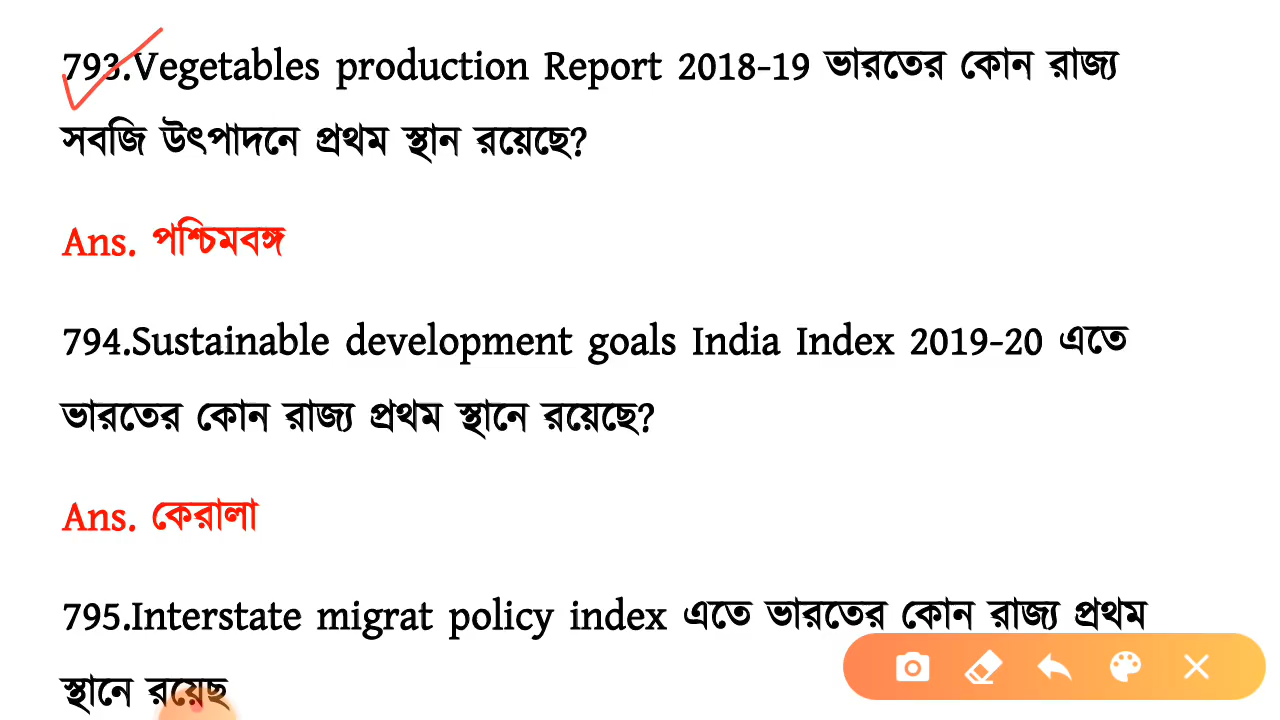 793.Vegetables production Report 2018-19 ভারতের কোন রাজ্য
সবজি উৎপাদনে প্রথম স্থান রয়েছে?
Ans. পশ্চিমবঙ্গ
794.Sustainable development goals India Index 2019-20 এতে
ভারতের কোন রাজ্য প্রথম স্থানে রয়েছে?
Ans. কেরালা
795.Interstate migrat policy index এতে ভারতের কোন রাজ্য প্রথম
স্থানে রয়েছ